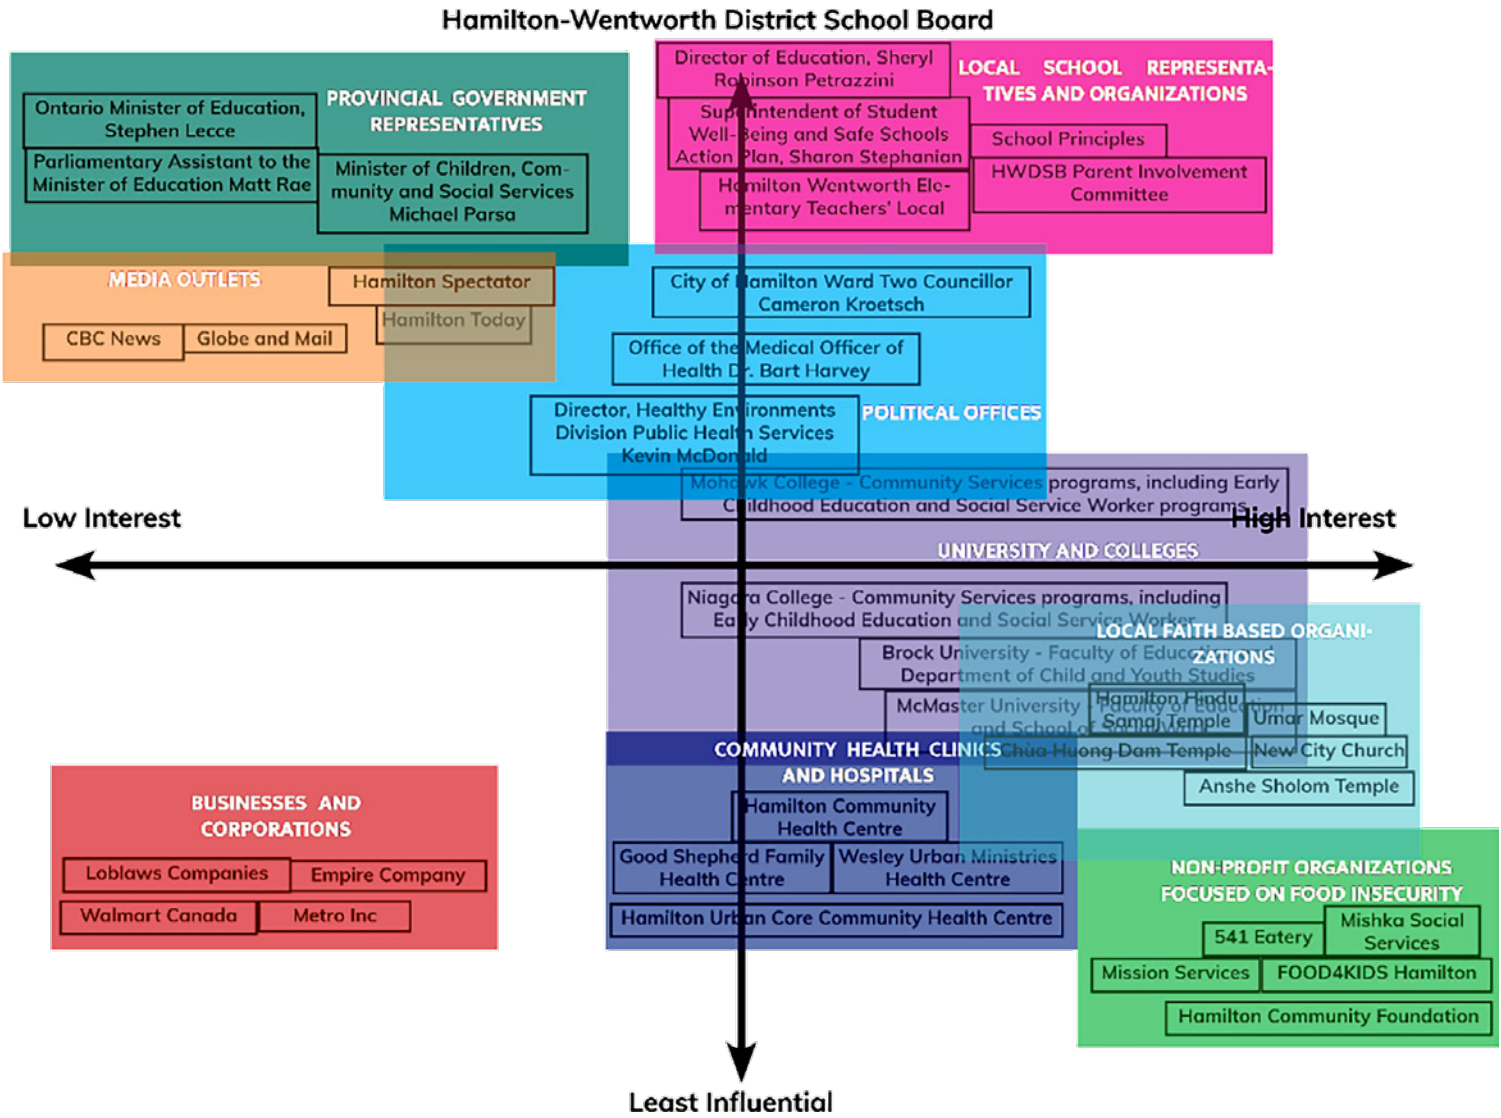 Hamilton-Wentworth District School Board
PROVINCIAL GOVERNMENT
REPRESENTATIVES
Ontario Minister of Education,
Stephen Lecce
Parliamentary Assistant to the
Minister of Education Matt Rae
Minister of Children, Com-
munity and Social Services
Michael Parsa
LOCAL SCHOOL REPRESENTA-
TIVES AND ORGANIZATIONS
Director of Education, Sheryl
Robinson Petrazzini
Superintendent of Student
Well-Being and Safe Schools
Action Plan, Sharon Stephanian
Hamilton Wentworth Ele-
mentary Teachers' Local
School Principles
HWDSB Parent Involvement
Committee
MEDIA OUTLETS
Hamilton Spectator
Hamilton Today
CBC News
Globe and Mail
City of Hamilton Ward Two Councillor
Cameron Kroetsch
Office of the Medical Officer of
Health Dr. Bart Harvey
Director, Healthy Environments
Division Public Health Services
Kevin McDonald
POLITICAL OFFICES
Mohawk College - Community Services programs, including Early
Childhood Education and Social Service Worker programs
Low Interest
High Interest
UNIVERSITY AND COLLEGES
Niagara College - Community Services programs, including
Early Childhood Education and Social Service Worker
Brock University - Faculty of Education and
Department of Child and Youth Studies
McMaster University - Faculty of Education
and School of Social Work
LOCAL FAITH BASED ORGANI-
ZATIONS
Hamilton Hindu
Samaj Temple
Umar Mosque
Chùa Huong Dam Temple
New City Church
Anshe Sholom Temple
COMMUNITY HEALTH CLINICS
AND HOSPITALS
Hamilton Community
Health Centre
Good Shepherd Family
Health Centre
Wesley Urban Ministries
Health Centre
Hamilton Urban Core Community Health Centre
BUSINESSES AND
CORPORATIONS
Loblaws Companies
Empire Company
Walmart Canada
Metro Inc
NON-PROFIT ORGANIZATIONS
FOCUSED ON FOOD INSECURITY
541 Eatery
Mishka Social
Services
Mission Services
FOOD4KIDS Hamilton
Hamilton Community Foundation
Least Influential